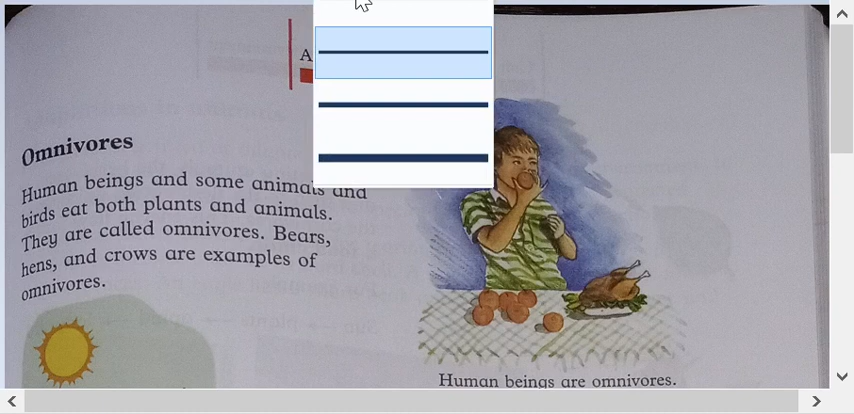 A
Omnivores
Human beings and some animals and
birds eat both plants and animals.
They are called omnivores. Bears,
hens, and crows are examples of
omnivores.
Human beings are omnivores.